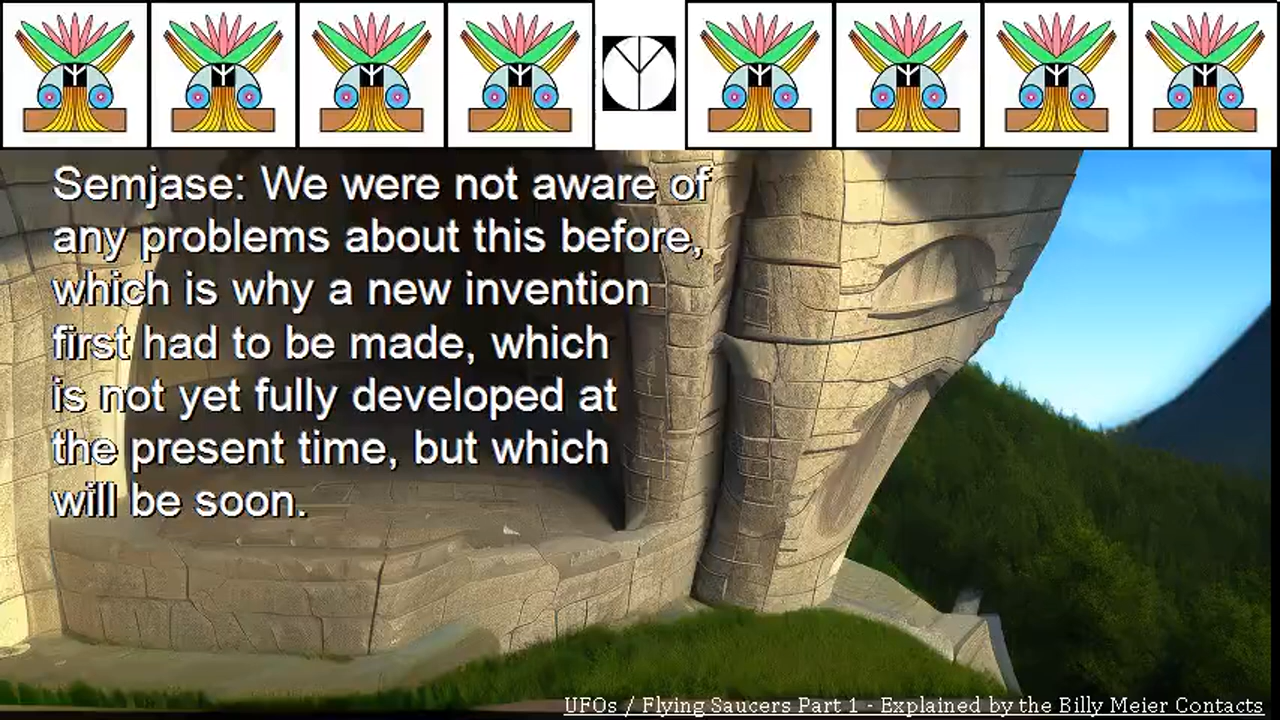 Semjase: We were not aware of
any problems about this before,
which is why a new invention
first had to be made, which
is not yet fully developed at
the present time, but which
will be soon.
UFOs / Flying Saucers Part 1 - Explained by the Billy Meier Contacts